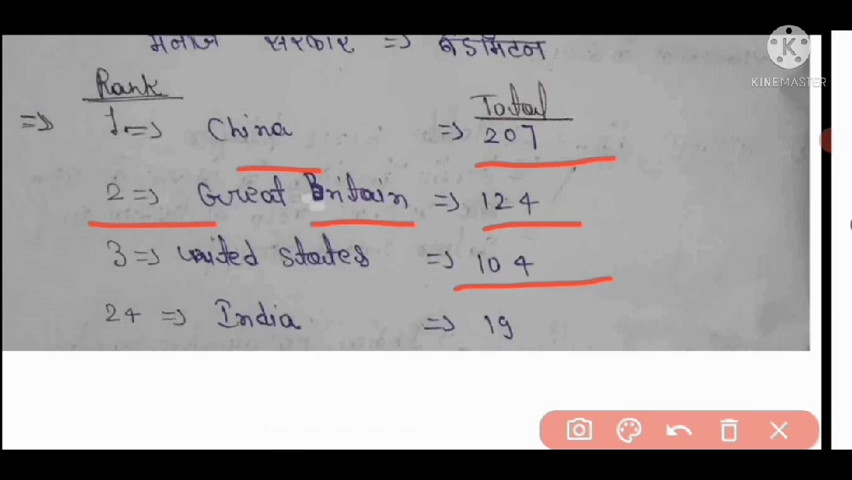 मनोज सरकार => बैडमिंटन
Rank Total
=> 1. => China => 207
2 => Great Britain => 124
3 => united states => 104
24 => India => 19
K
KINEMASTER